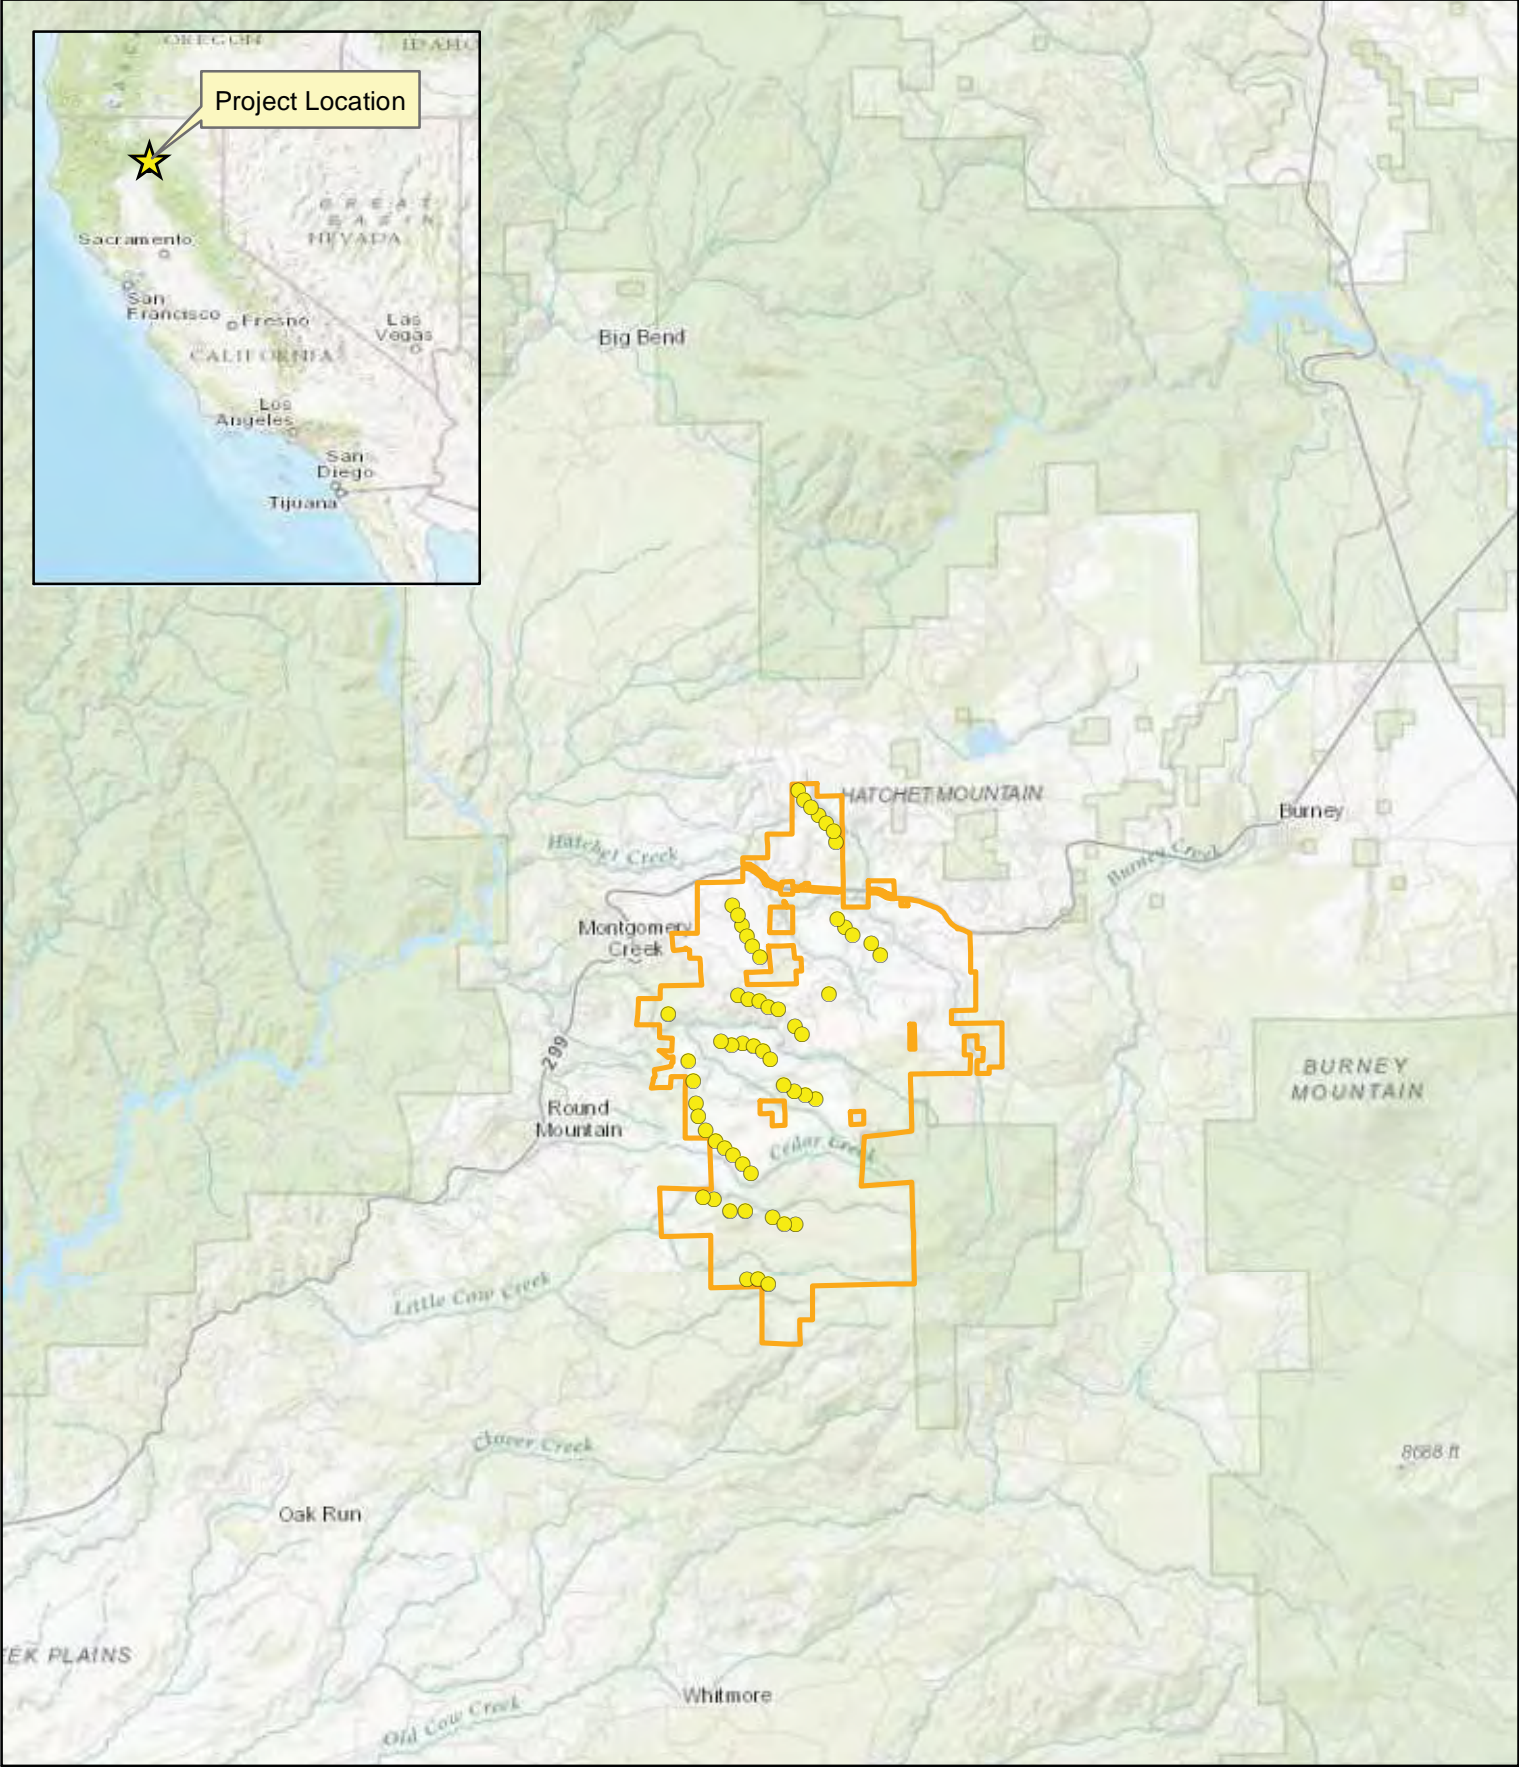 OREGON
IDAHO
Project Location
GREAT
BASIN
NEVADA
Sacramento
San
Francisco
Fresno
Las
Vegas
CALIFORNIA
Los
Angeles
San
Diego
Tijuana
Big Bend
HATCHET MOUNTAIN
Burney
Hatchet Creek
Burney Creek
Montgomery
Creek
299
BURNEY
MOUNTAIN
Round
Mountain
Cedar Creek
Little Cow Creek
Clover Creek
8688 ft
Oak Run
EEK PLAINS
Whitmore
Old Cow Creek